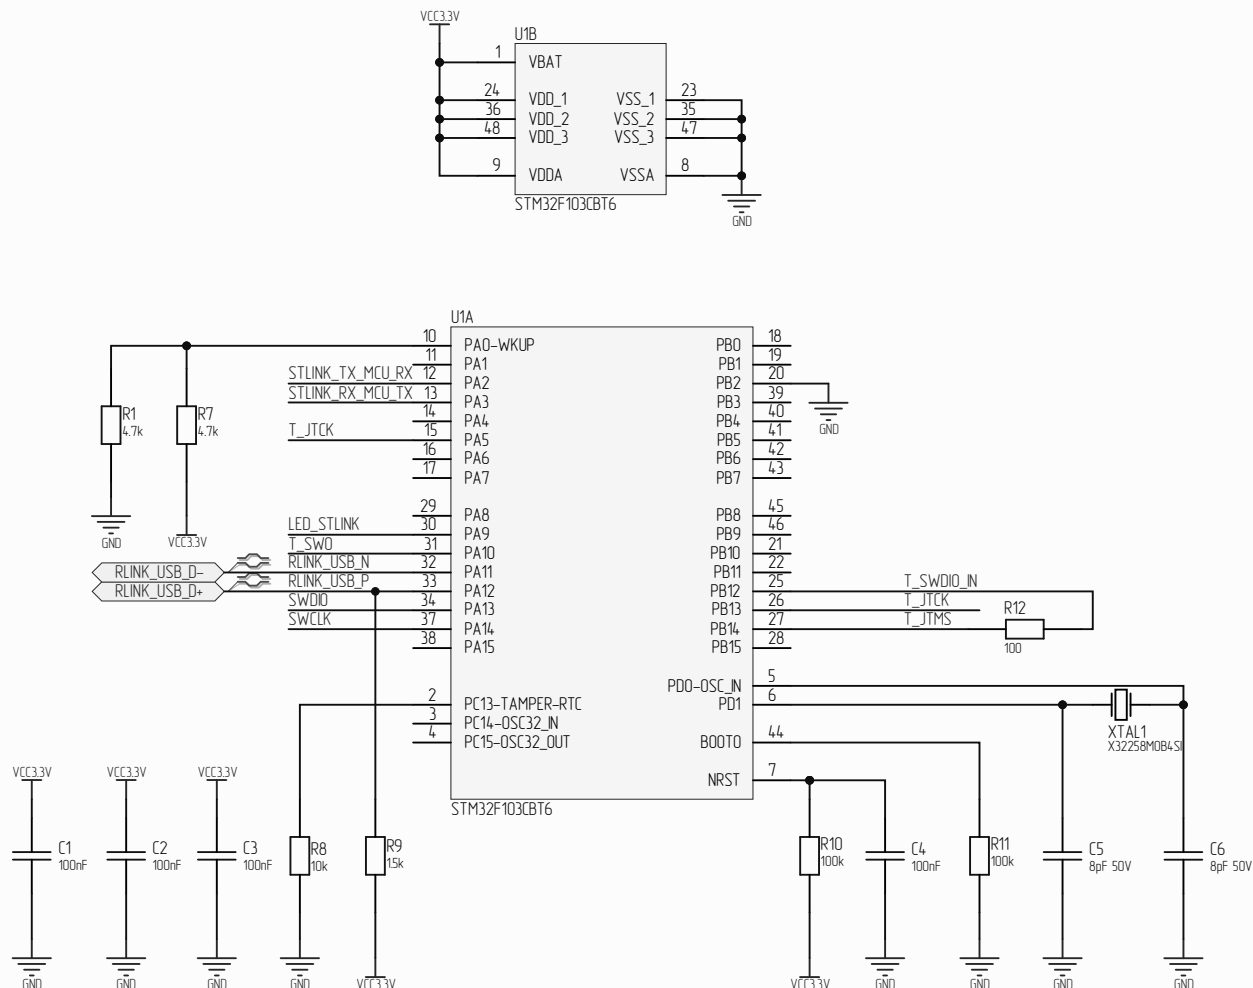 VCC3.3V
U1B
1 VBAT
24 VDD_1 VSS_1 23
36 VDD_2 VSS_2 35
48 VDD_3 VSS_3 47
9 VDDA VSSA 8
STM32F103CBT6
GND
U1A
10 PA0-WKUP PB0 18
11 PA1 PB1 19
STLINK_TX_MCU_RX 12 PA2 PB2 20
STLINK_RX_MCU_TX 13 PA3 PB3 39
14 PA4 PB4 40
T_JTCK 15 PA5 PB5 41
16 PA6 PB6 42
17 PA7 PB7 43
GND
R1
4.7k
R7
4.7k
GND
VCC3.3V
29 PA8 PB8 45
LED_STLINK 30 PA9 PB9 46
T_SWO 31 PA10 PB10 21
RLINK_USB_D- RLINK_USB_N 32 PA11 PB11 22
RLINK_USB_D+ RLINK_USB_P 33 PA12 PB12 25 T_SWDIO_IN
SWDIO 34 PA13 PB13 26 T_JTCK
SWCLK 37 PA14 PB14 27 T_JTMS
38 PA15 PB15 28
R12
100
PD0-OSC_IN 5
2 PC13-TAMPER-RTC PD1 6
3 PC14-OSC32_IN
4 PC15-OSC32_OUT BOOT0 44
NRST 7
XTAL1
X32258MOB4SI
STM32F103CBT6
VCC3.3V
VCC3.3V
VCC3.3V
C1
100nF
C2
100nF
C3
100nF
R8
10k
R9
1.5k
R10
100k
C4
100nF
R11
100k
C5
8pF 50V
C6
8pF 50V
GND
GND
GND
GND
VCC3.3V
VCC3.3V
GND
GND
GND
GND